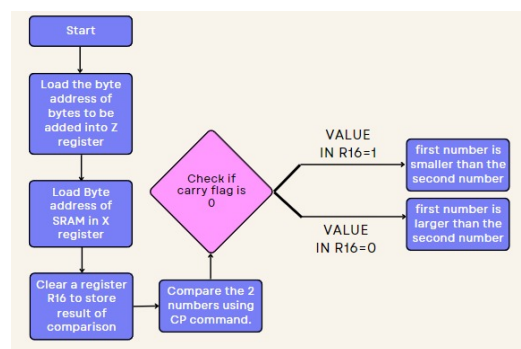 Start
Load the byte
address of
bytes to be
added into Z
register
Load Byte
address of
SRAM in X
register
Clear a register
R16 to store
result of
comparison
Compare the 2
numbers using
CP command.
Check if
carry flag is
0
VALUE
IN R16=1
first number is
smaller than the
second number
VALUE
IN R16=0
first number is
larger than the
second number